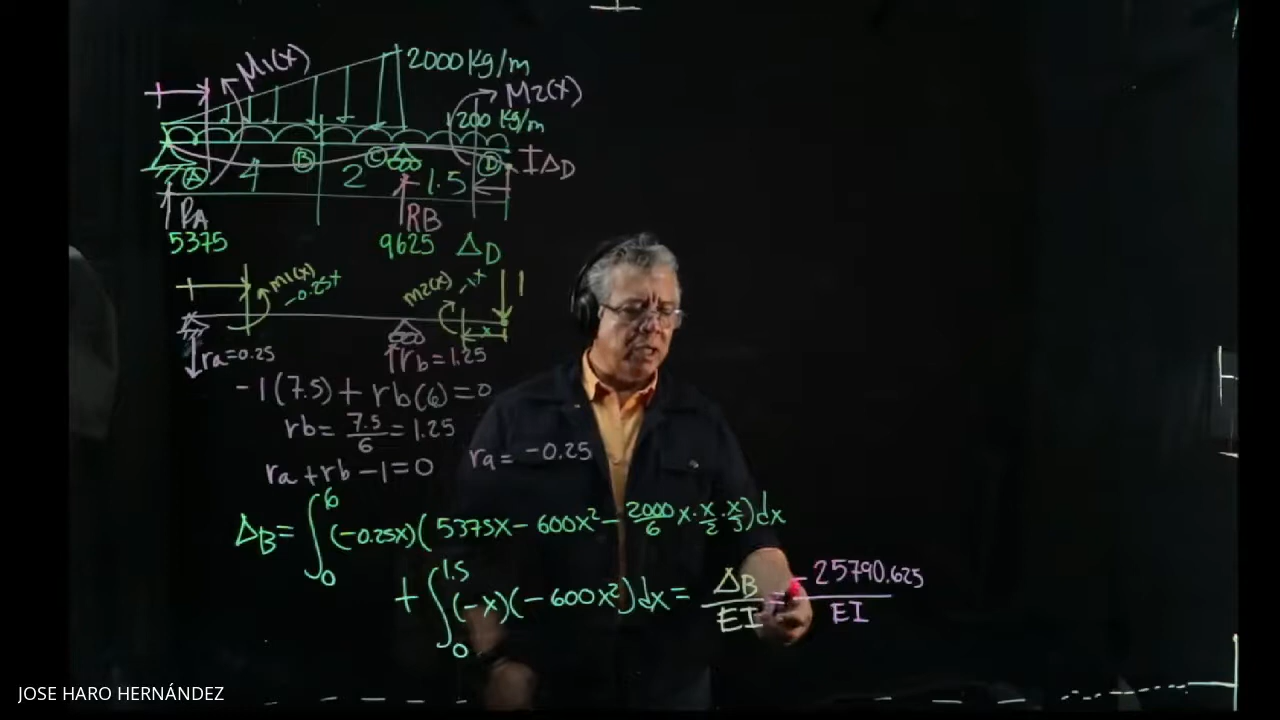 M1(x)
2000 kg/m
M2(x)
200 kg/m
A 4 B 2 C 1.5 D ΔD
RA RB
5375 9625 ΔD
m1(x) -0.25x m2(x) -1x 1
x
ra=0.25 rb=1.25
-1(7.5)+rb(6)=0
rb= 7.5/6 = 1.25
ra+rb-1=0 ra= -0.25
ΔB= ∫₀⁶ (-0.25x)(5375x-600x²- 2000/6 x·x/2·x/3)dx
+ ∫₀^1.5 (-x)(-600x²)dx= ΔB/EI = -25790.625/EI
JOSE HARO HERNÁNDEZ